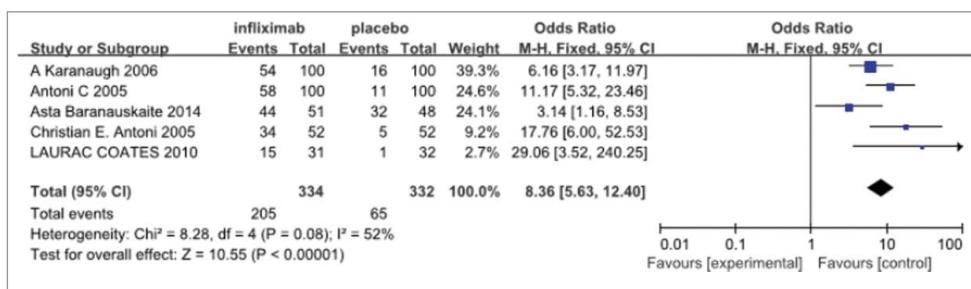 infliximab placebo Odds Ratio Odds Ratio
Study or Subgroup Events Total Events Total Weight M-H, Fixed, 95% CI M-H, Fixed, 95% CI
A Karanaugh 2006 54 100 16 100 39.3% 6.16 [3.17, 11.97]
Antoni C 2005 58 100 11 100 24.6% 11.17 [5.32, 23.46]
Asta Baranauskaite 2014 44 51 32 48 24.1% 3.14 [1.16, 8.53]
Christian E. Antoni 2005 34 52 5 52 9.2% 17.76 [6.00, 52.53]
LAURAC COATES 2010 15 31 1 32 2.7% 29.06 [3.52, 240.25]
Total (95% CI) 334 332 100.0% 8.36 [5.63, 12.40]
Total events 205 65
Heterogeneity: Chi² = 8.28, df = 4 (P = 0.08); I² = 52%
Test for overall effect: Z = 10.55 (P < 0.00001)
0.01 0.1 1 10 100
Favours [experimental] Favours [control]